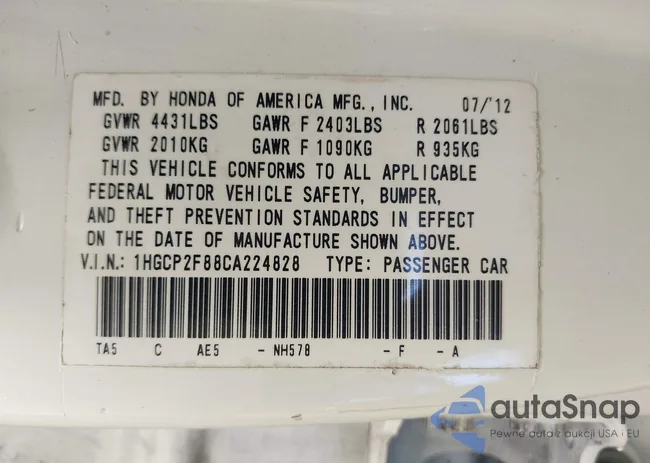 MFD. BY HONDA OF AMERICA MFG., INC. 07/'12
GVWR 4431LBS GAWR F 2403LBS R 2061LBS
GVWR 2010KG GAWR F 1090KG R 935KG
THIS VEHICLE CONFORMS TO ALL APPLICABLE
FEDERAL MOTOR VEHICLE SAFETY, BUMPER,
AND THEFT PREVENTION STANDARDS IN EFFECT
ON THE DATE OF MANUFACTURE SHOWN ABOVE.
V.I.N.: 1HGCP2F88CA224828 TYPE: PASSENGER CAR
TA5 C AE5 - NH578 - F - A
autaSnap
Pewne auta z aukcji USA i EU